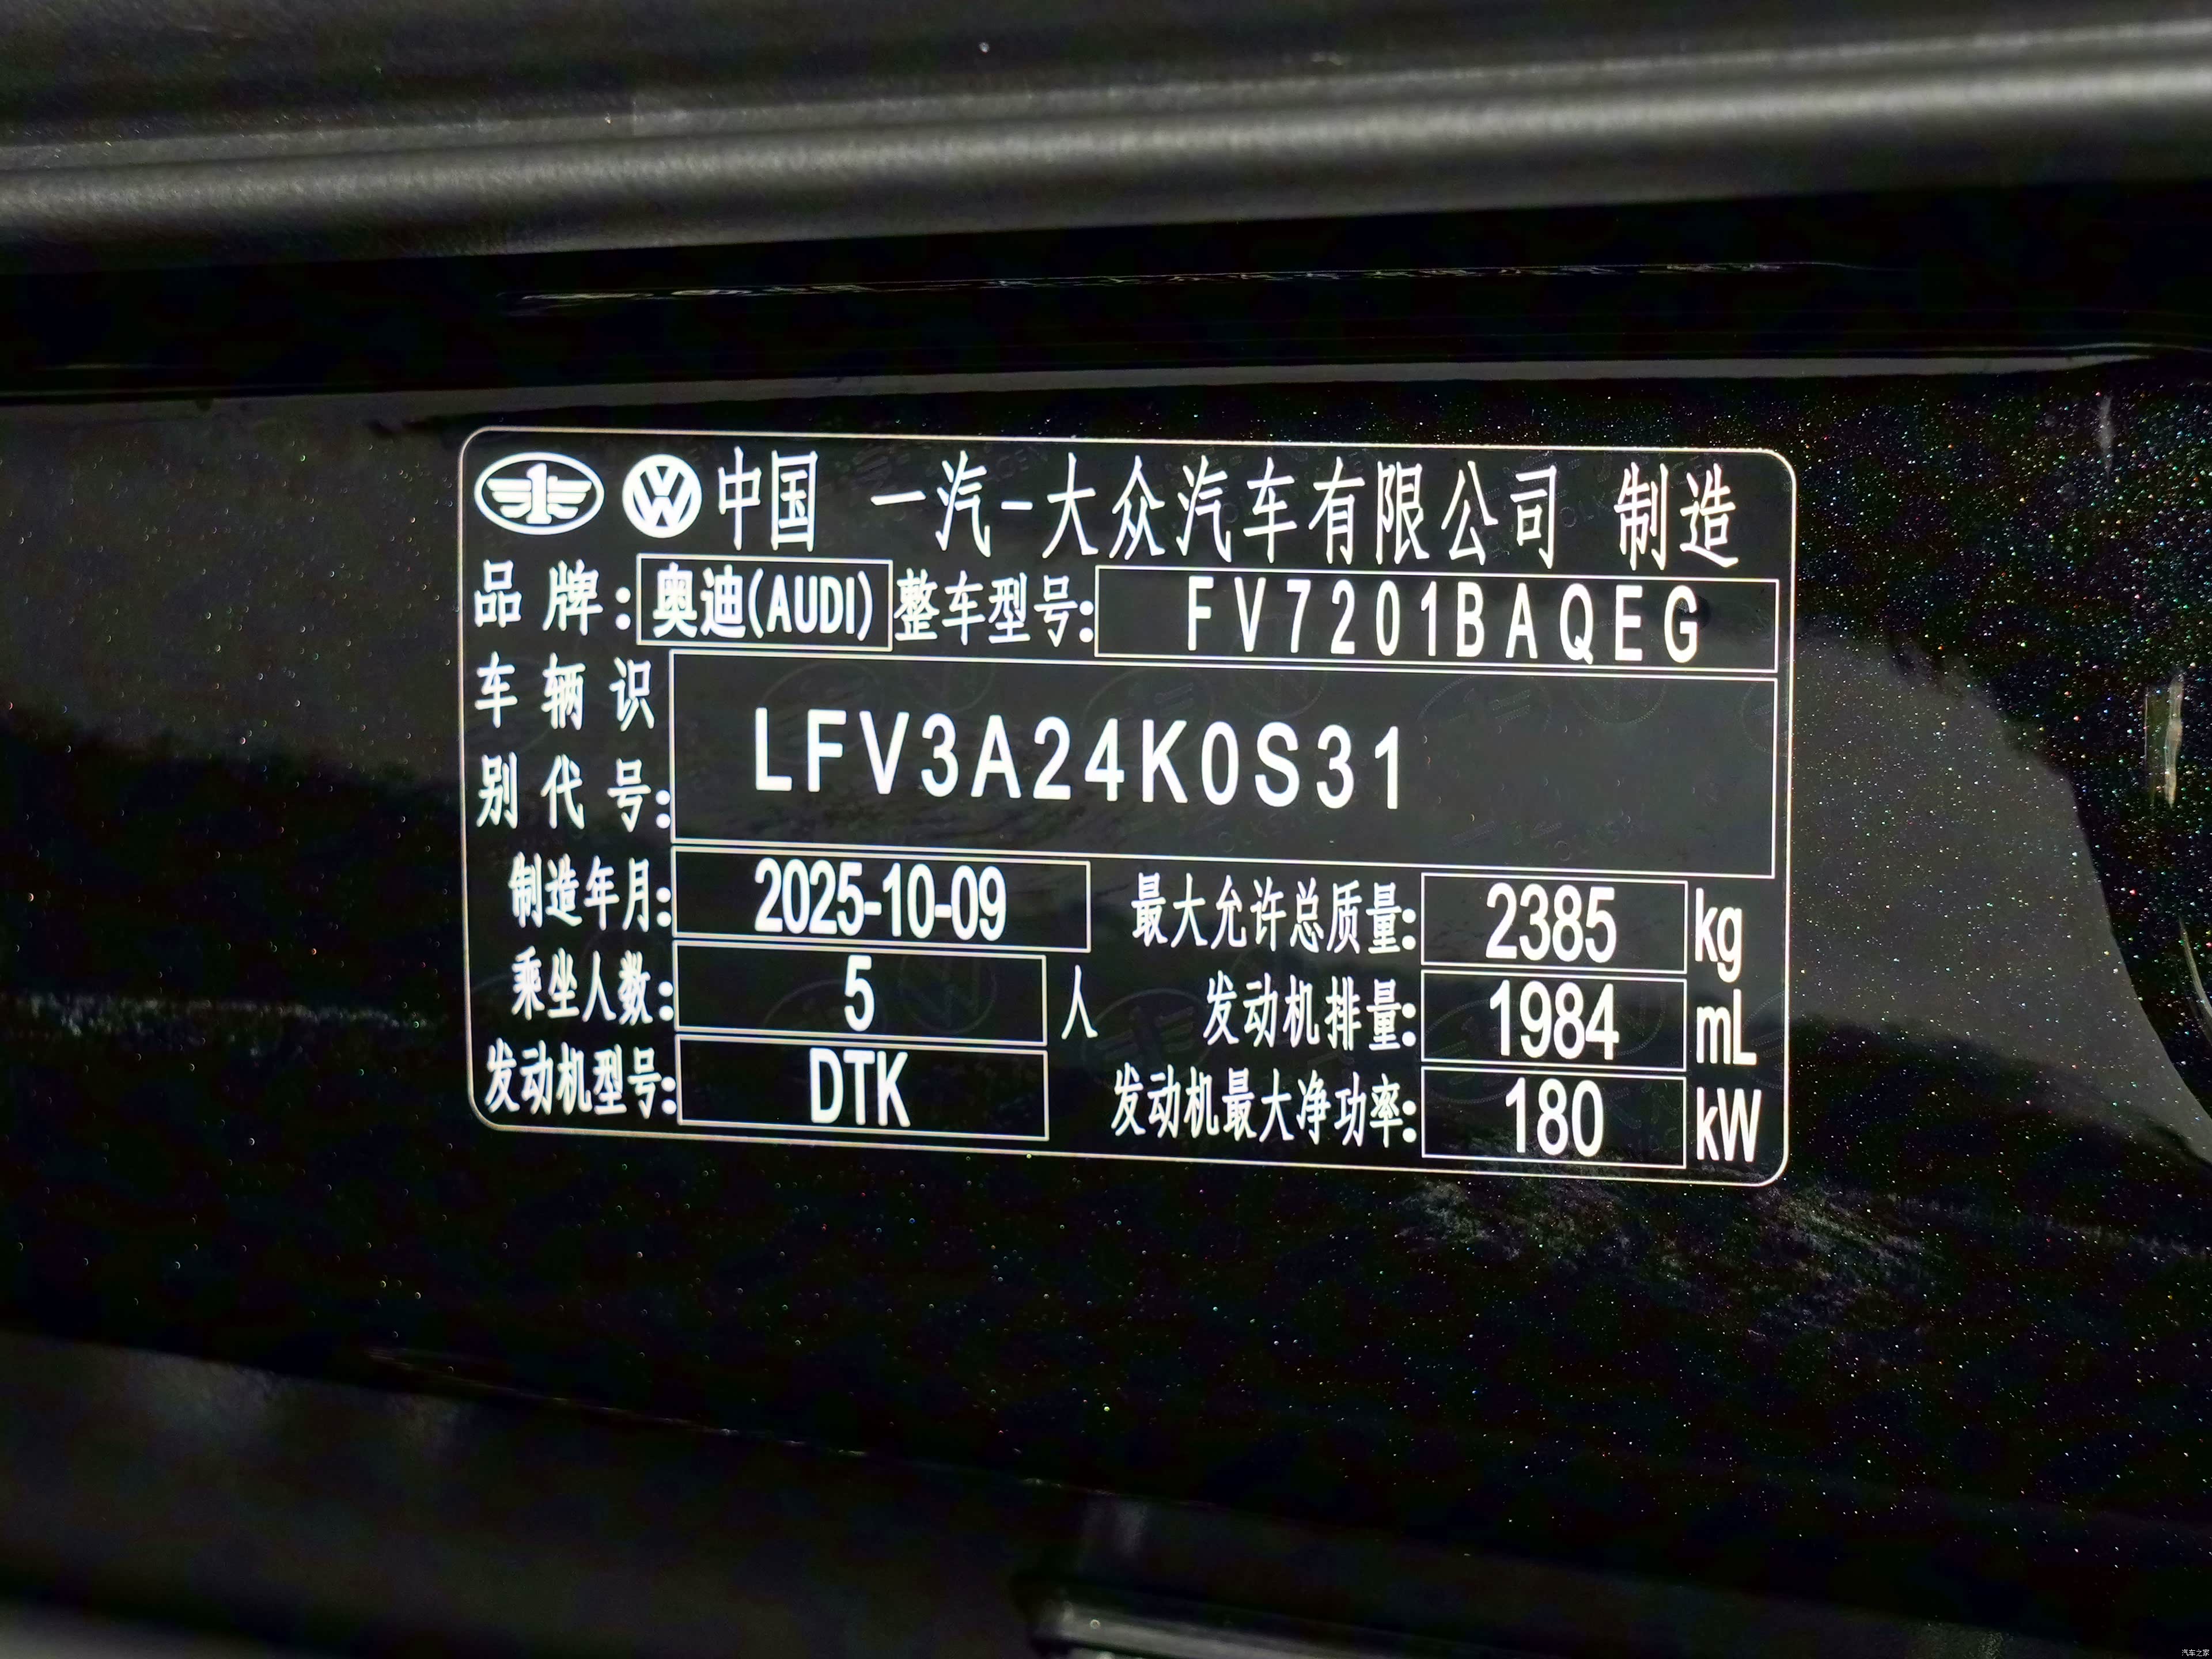 中国 一汽-大众汽车有限公司 制造
品牌: 奥迪(AUDI) 整车型号: FV7201BAQEG
车辆识别代号: LFV3A24K0S31
制造年月: 2025-10-09 最大允许总质量: 2385 kg
乘坐人数: 5 人 发动机排量: 1984 mL
发动机型号: DTK 发动机最大净功率: 180 kW
汽车之家